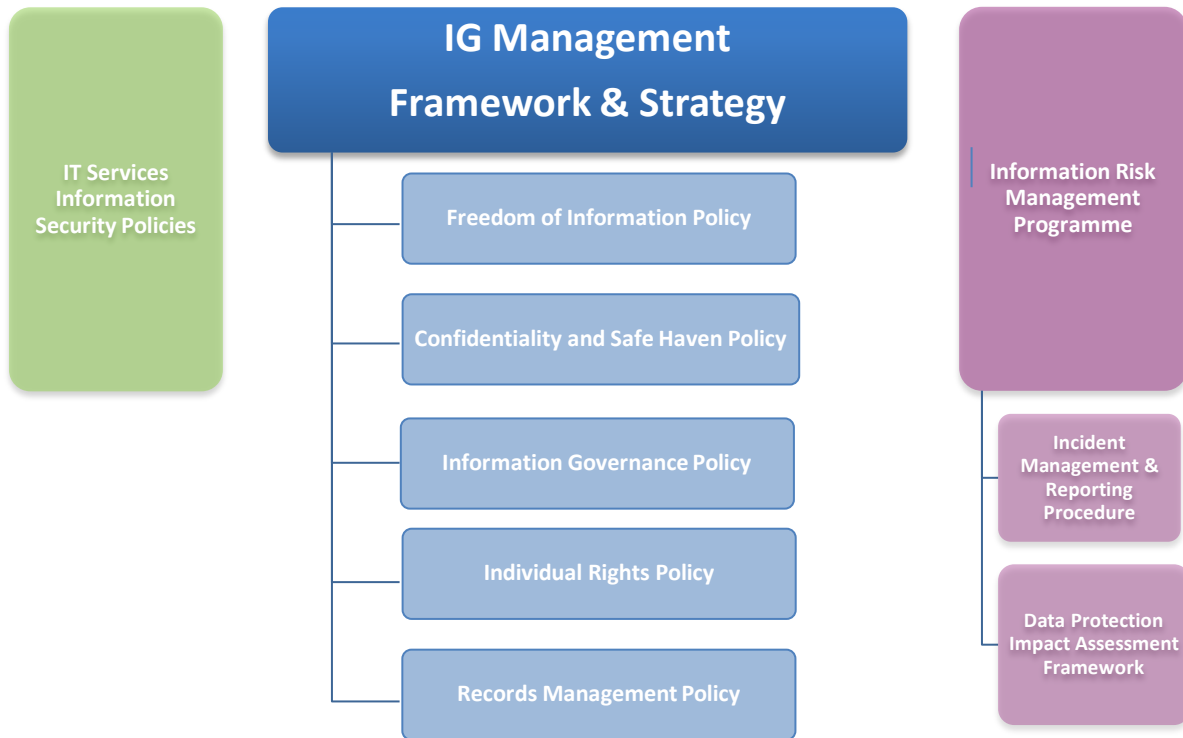 IT Services
Information
Security Policies
IG Management
Framework & Strategy
Freedom of Information Policy
Confidentiality and Safe Haven Policy
Information Governance Policy
Individual Rights Policy
Records Management Policy
Information Risk
Management
Programme
Incident
Management &
Reporting
Procedure
Data Protection
Impact Assessment
Framework